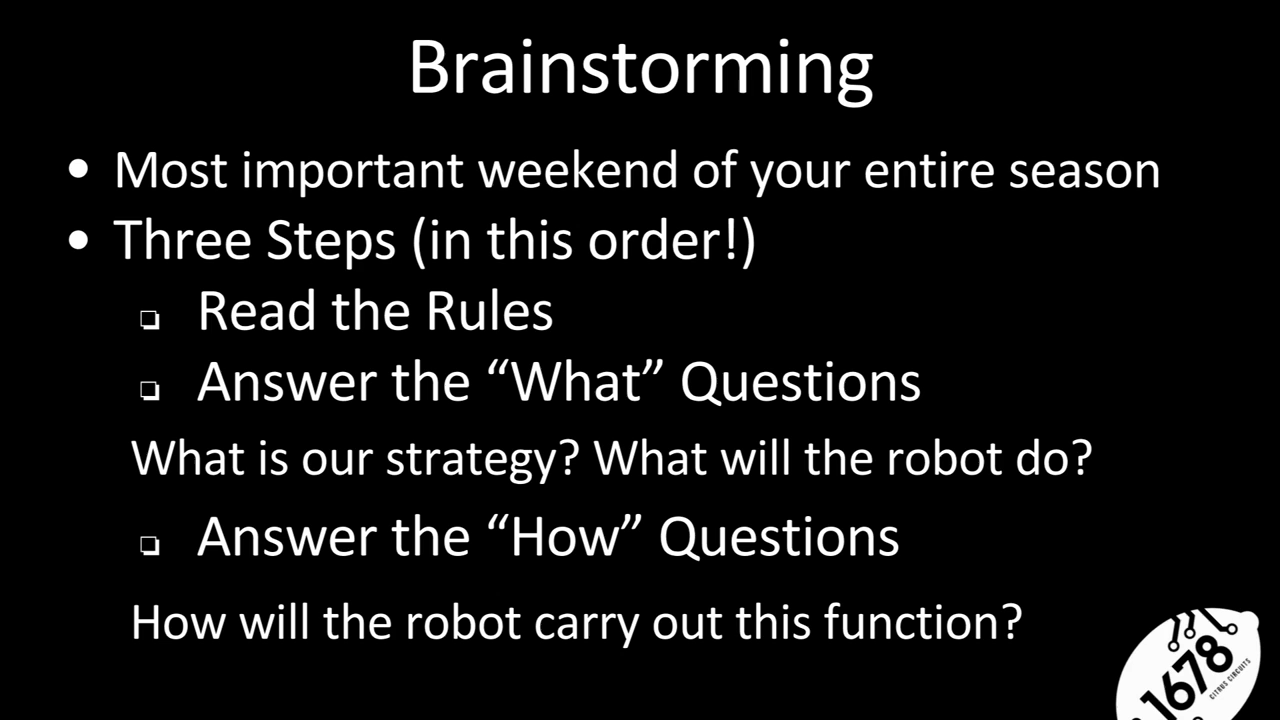 Brainstorming
• Most important weekend of your entire season
• Three Steps (in this order!)
❏ Read the Rules
❏ Answer the “What” Questions
What is our strategy? What will the robot do?
❏ Answer the “How” Questions
How will the robot carry out this function?
1678
CITRUS CIRCUITS